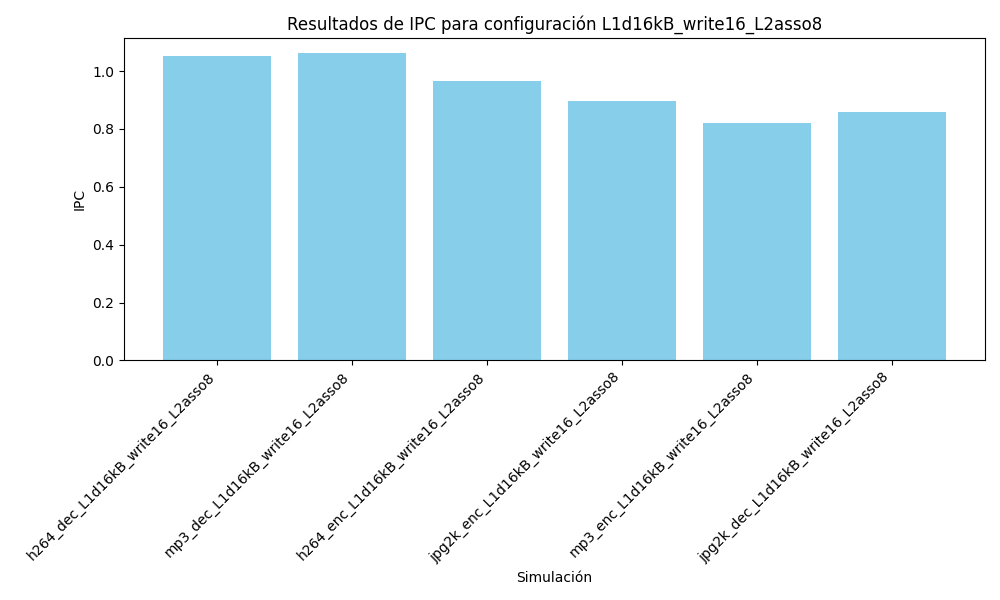 Resultados de IPC para configuración L1d16kB_write16_L2asso8
IPC
1.0
0.8
0.6
0.4
0.2
0.0
h264_dec_L1d16kB_write16_L2asso8
mp3_dec_L1d16kB_write16_L2asso8
h264_enc_L1d16kB_write16_L2asso8
jpg2k_enc_L1d16kB_write16_L2asso8
mp3_enc_L1d16kB_write16_L2asso8
jpg2k_dec_L1d16kB_write16_L2asso8
Simulación